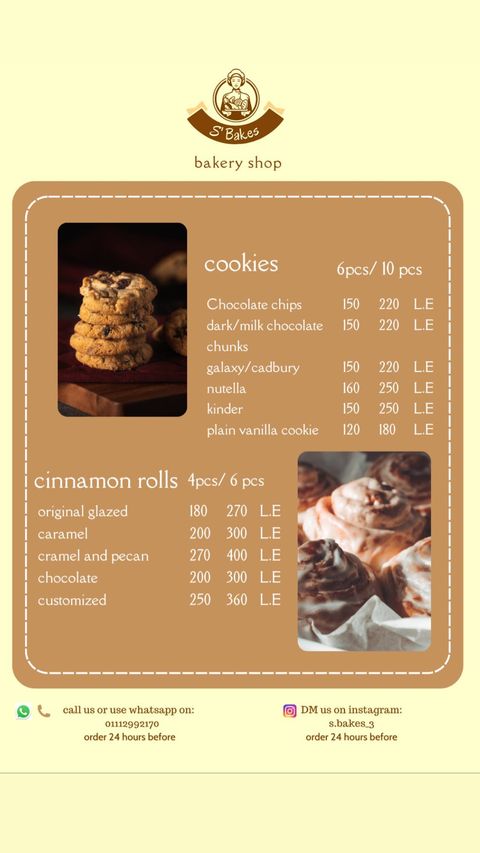 S' Bakes
bakery shop
cookies 6pcs/ 10 pcs
Chocolate chips 150 220 L.E
dark/milk chocolate 150 220 L.E
chunks
galaxy/cadbury 150 220 L.E
nutella 160 250 L.E
kinder 150 250 L.E
plain vanilla cookie 120 180 L.E
cinnamon rolls 4pcs/ 6 pcs
original glazed 180 270 L.E
caramel 200 300 L.E
cramel and pecan 270 400 L.E
chocolate 200 300 L.E
customized 250 360 L.E
call us or use whatsapp on:
01112992170
order 24 hours before
DM us on instagram:
s.bakes_3
order 24 hours before